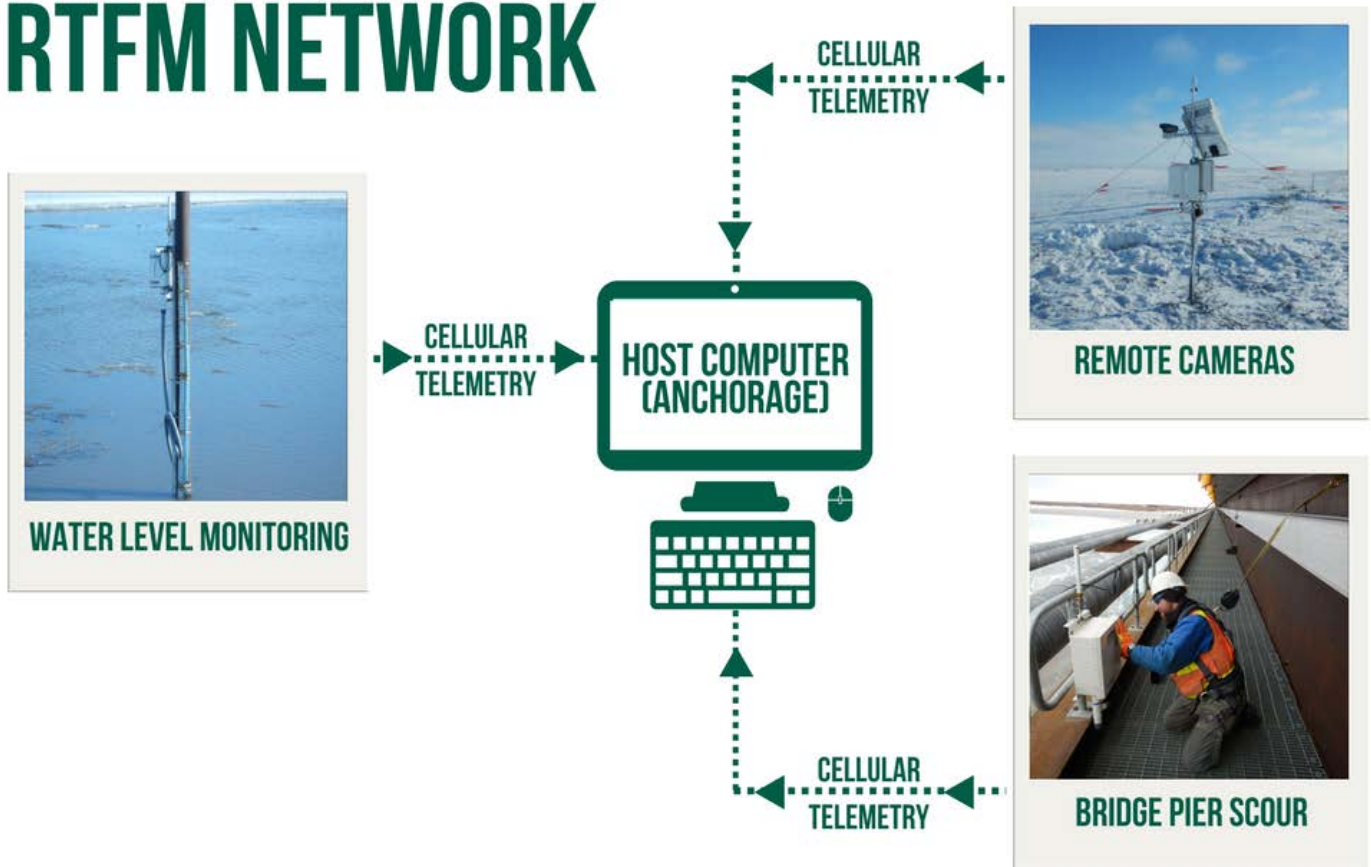 RTFM NETWORK
CELLULAR
TELEMETRY
REMOTE CAMERAS
WATER LEVEL MONITORING
CELLULAR
TELEMETRY
HOST COMPUTER
(ANCHORAGE)
CELLULAR
TELEMETRY
BRIDGE PIER SCOUR